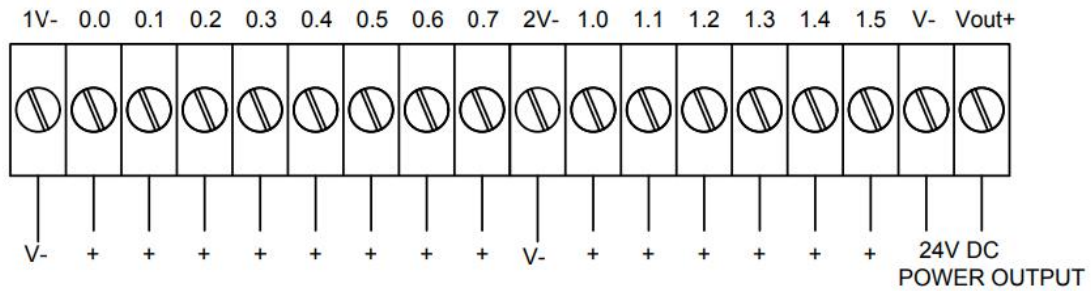 1V- 0.0 0.1 0.2 0.3 0.4 0.5 0.6 0.7 2V- 1.0 1.1 1.2 1.3 1.4 1.5 V- Vout+
V- + + + + + + + + V- + + + + + + 24V DC
POWER OUTPUT